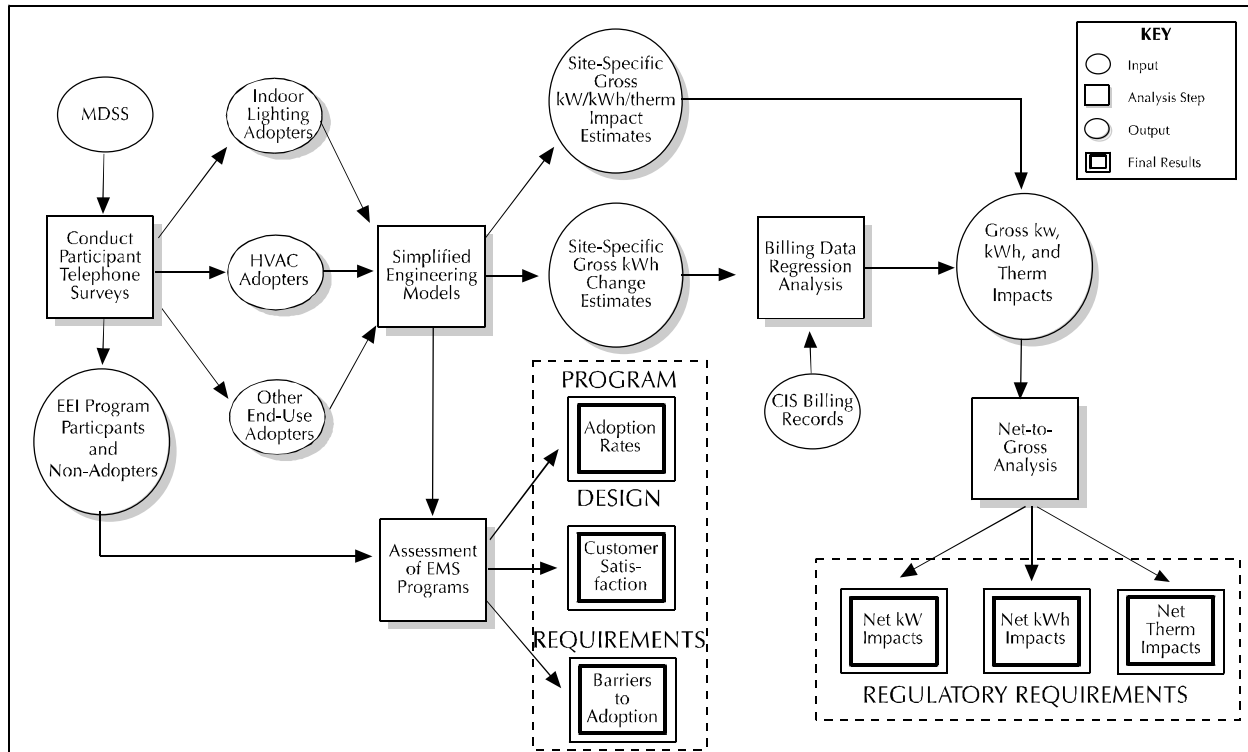 KEY
Input
Analysis Step
Output
Final Results
MDSS
Indoor
Lighting
Adopters
Site-Specific
Gross
kW/kWh/therm
Impact
Estimates
Conduct
Participant
Telephone
Surveys
HVAC
Adopters
Simplified
Engineering
Models
Site-Specific
Gross kWh
Change
Estimates
Billing Data
Regression
Analysis
Gross kw,
kWh, and
Therm
Impacts
EEI Program
Particpants
and
Non-Adopters
Other
End-Use
Adopters
CIS Billing
Records
Net-to-
Gross
Analysis
PROGRAM
Adoption
Rates
DESIGN
Assessment
of EMS
Programs
Customer
Satis-
faction
REQUIREMENTS
Barriers
to
Adoption
Net kW
Impacts
Net kWh
Impacts
Net
Therm
Impacts
REGULATORY REQUIREMENTS